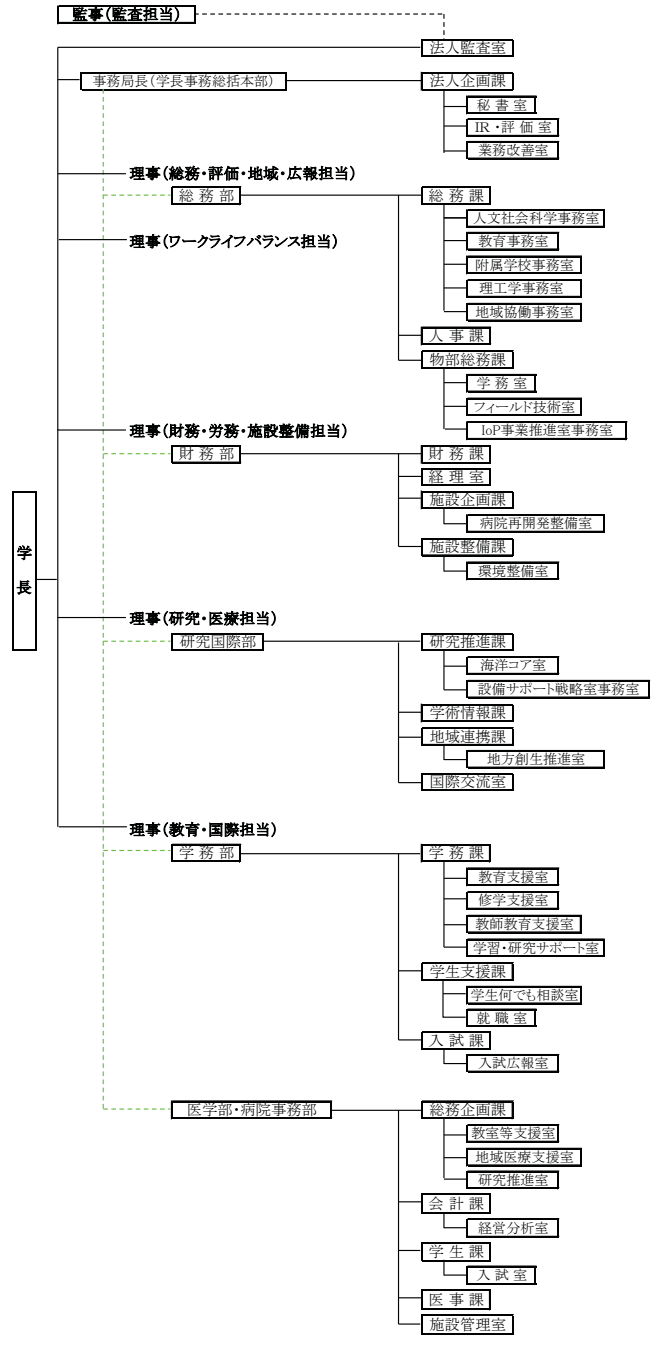 監事（監査担当）
法人監査室
事務局長（学長事務総括本部）
法人企画課
秘書室
IR・評価室
業務改善室
理事（総務・評価・地域・広報担当）
総務部
総務課
人文社会科学事務室
教育事務室
附属学校事務室
理工学事務室
地域協働事務室
理事（ワークライフバランス担当）
人事課
物部総務課
学務室
フィールド技術室
IoP事業推進室事務室
理事（財務・労務・施設整備担当）
財務部
財務課
経理室
施設企画課
病院再開発整備室
施設整備課
環境整備室
学長
理事（研究・医療担当）
研究国際部
研究推進課
海洋コア室
設備サポート戦略室事務室
学術情報課
地域連携課
地方創生推進室
国際交流室
理事（教育・国際担当）
学務部
学務課
教育支援室
修学支援室
教師教育支援室
学習・研究サポート室
学生支援課
学生何でも相談室
就職室
入試課
入試広報室
医学部・病院事務部
総務企画課
教室等支援室
地域医療支援室
研究推進室
会計課
経営分析室
学生課
入試室
医事課
施設管理室